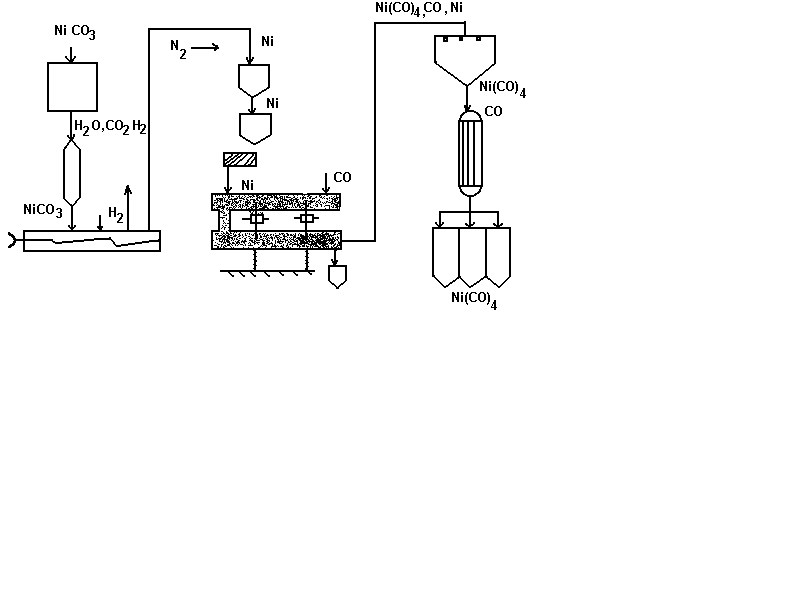 Ni CO3
H2O,CO2 H2
NiCO3
H2
N2
Ni
Ni
Ni
CO
Ni(CO)4,CO , Ni
Ni(CO)4
CO
Ni(CO)4